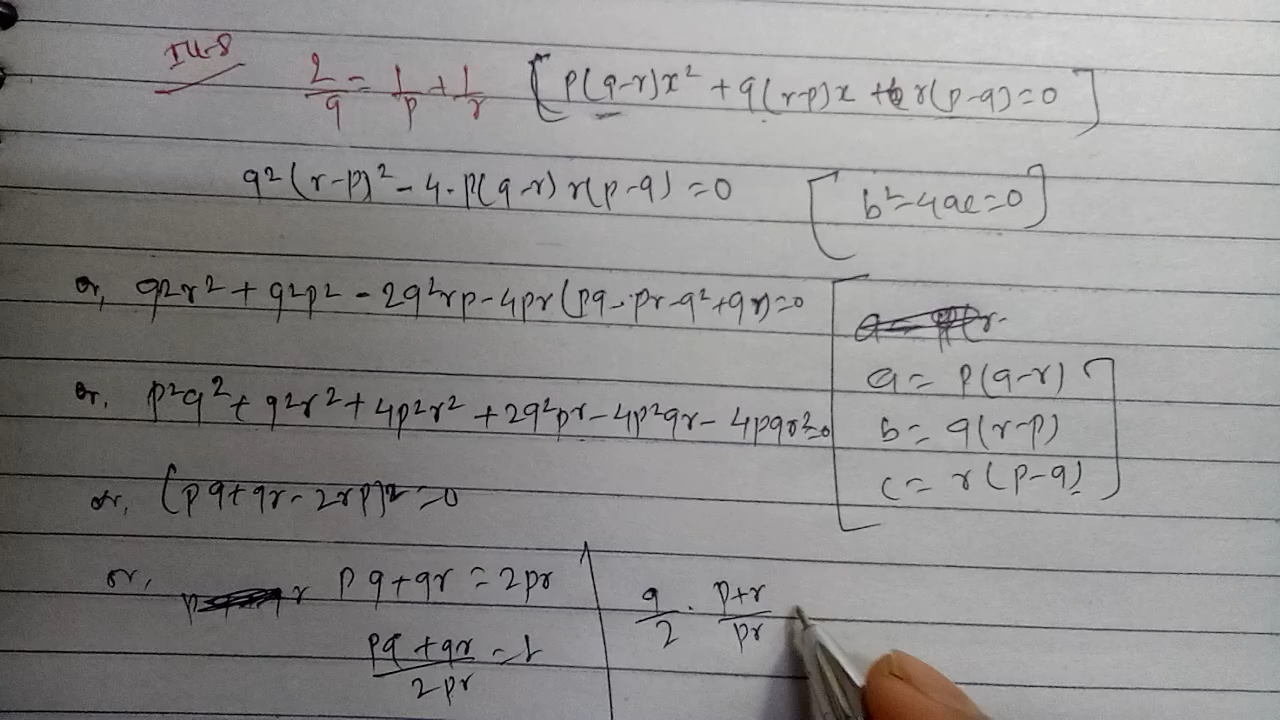 Ill-8
2/q = 1/p + 1/r [p(q-r)x² + q(r-p)x + r(p-q)=0]
q²(r-p)² - 4·p(q-r) r(p-q) = 0 [b²-4ac=0]
or, q²r² + q²p² - 2q²rp - 4pr(pq - pr - q² + qr)=0
or, p²q² + q²r² + 4p²r² + 2q²pr - 4p²qr - 4pqr²=0
or, (pq+qr-2rp)² = 0
or, pq+qr = 2pr
(pq+qr)/2pr = 1
a = p(q-r)
b = q(r-p)
c = r(p-q)
q/2 · (p+r)/pr